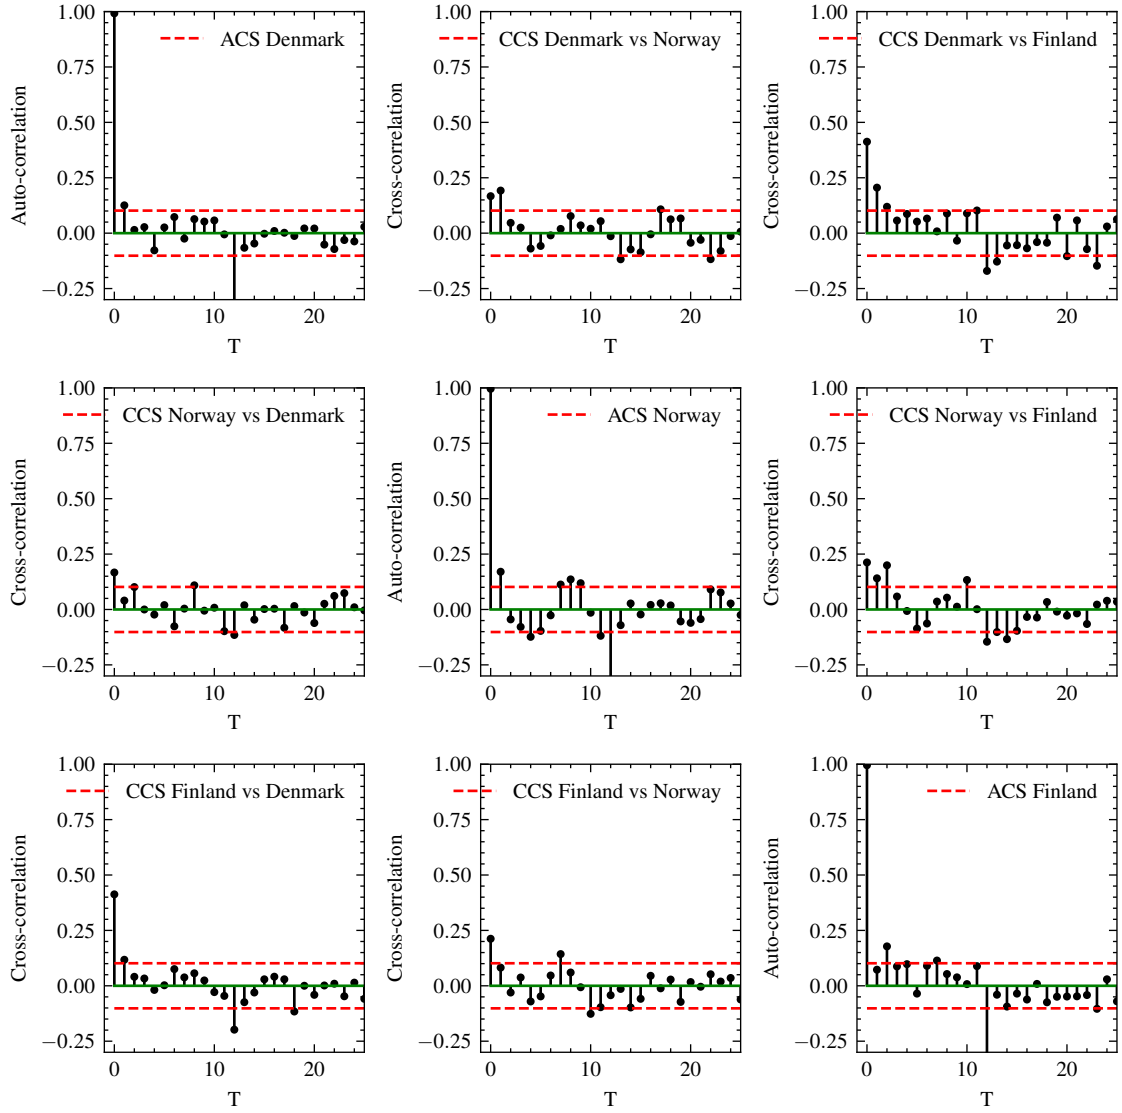 1.00
0.75
0.50
0.25
0.00
−0.25
0 10 20
T
Auto-correlation
ACS Denmark
1.00
0.75
0.50
0.25
0.00
−0.25
0 10 20
T
Cross-correlation
CCS Denmark vs Norway
1.00
0.75
0.50
0.25
0.00
−0.25
0 10 20
T
Cross-correlation
CCS Denmark vs Finland
1.00
0.75
0.50
0.25
0.00
−0.25
0 10 20
T
Cross-correlation
CCS Norway vs Denmark
1.00
0.75
0.50
0.25
0.00
−0.25
0 10 20
T
Auto-correlation
ACS Norway
1.00
0.75
0.50
0.25
0.00
−0.25
0 10 20
T
Cross-correlation
CCS Norway vs Finland
1.00
0.75
0.50
0.25
0.00
−0.25
0 10 20
T
Cross-correlation
CCS Finland vs Denmark
1.00
0.75
0.50
0.25
0.00
−0.25
0 10 20
T
Cross-correlation
CCS Finland vs Norway
1.00
0.75
0.50
0.25
0.00
−0.25
0 10 20
T
Auto-correlation
ACS Finland